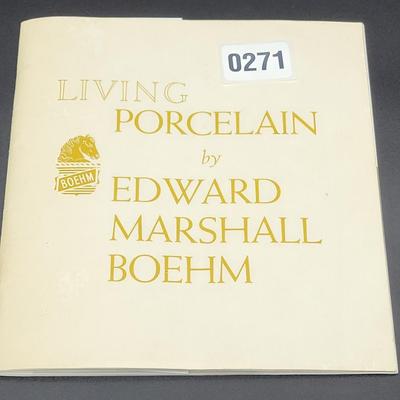 0271
LIVING
PORCELAIN
by
BOEHM
EDWARD
MARSHALL
BOEHM